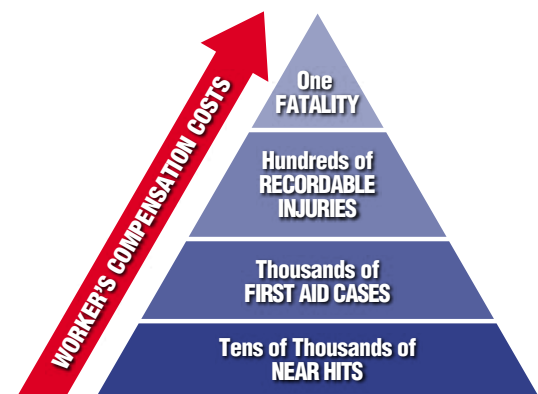 WORKER'S COMPENSATION COSTS
One
FATALITY
Hundreds of
RECORDABLE
INJURIES
Thousands of
FIRST AID CASES
Tens of Thousands of
NEAR HITS